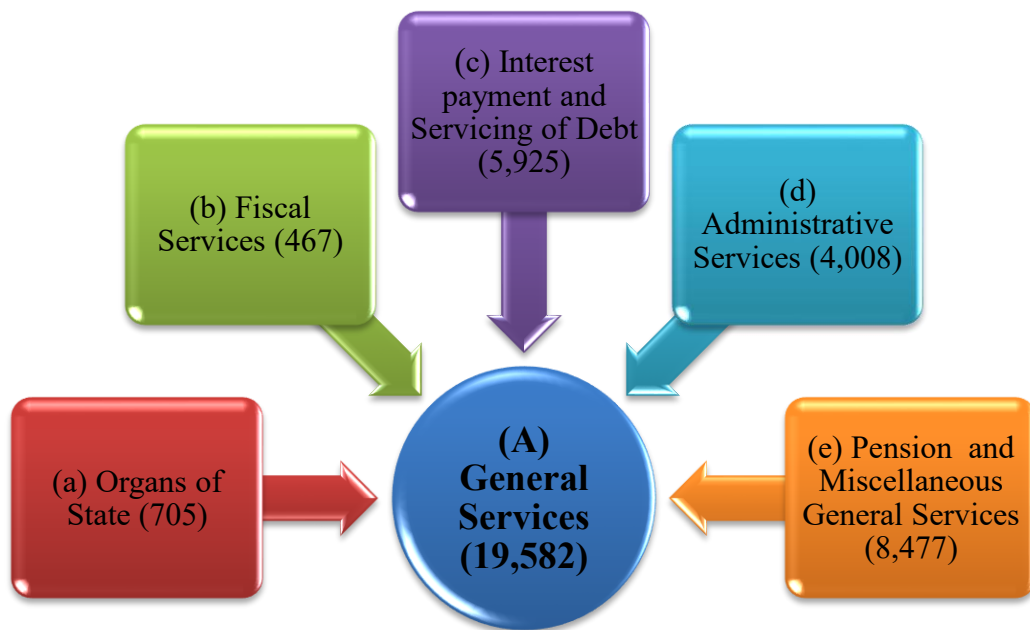 (c) Interest
payment and
Servicing of Debt
(5,925)
(b) Fiscal
Services (467)
(d)
Administrative
Services (4,008)
(a) Organs of
State (705)
(A)
General
Services
(19,582)
(e) Pension and
Miscellaneous
General Services
(8,477)